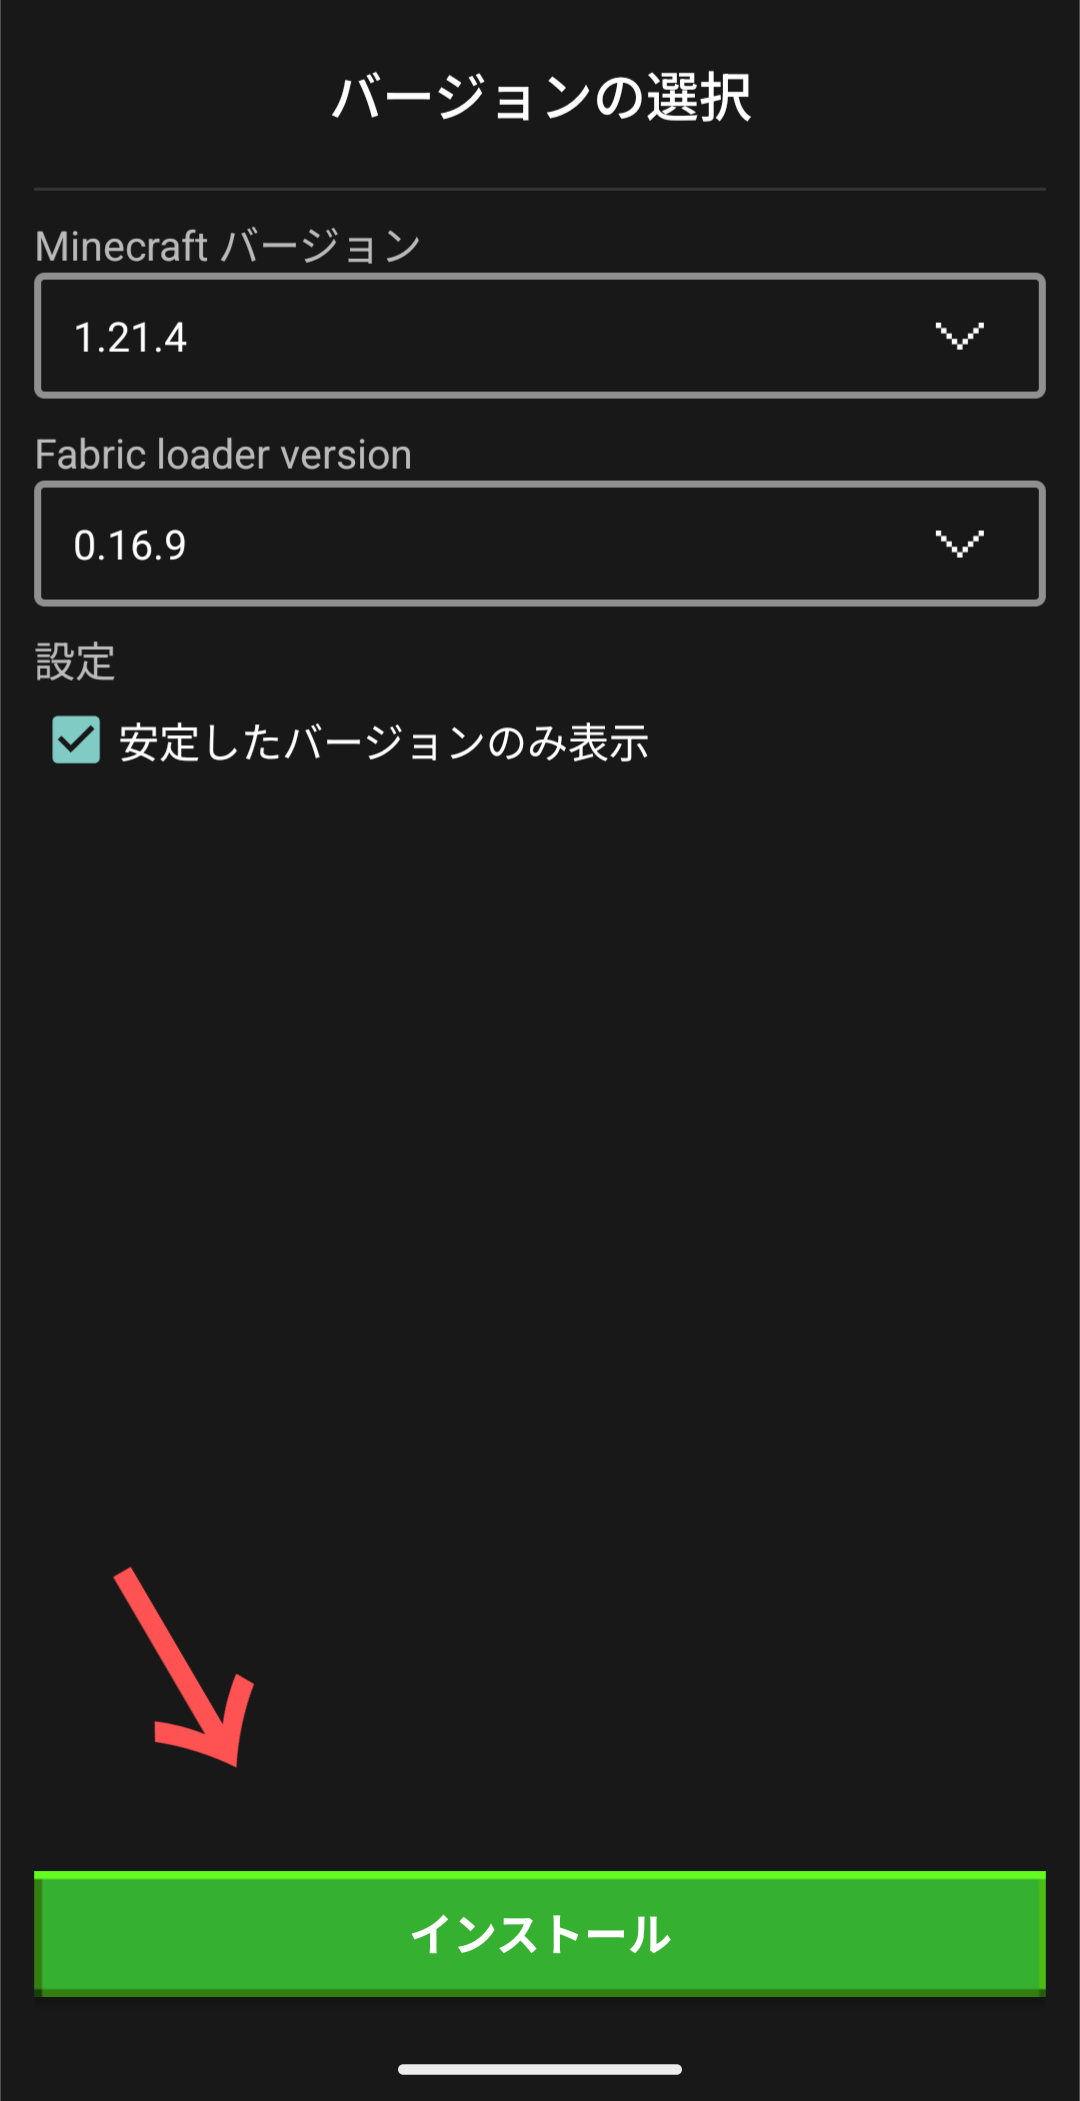 バージョンの選択
Minecraft バージョン
1.21.4
Fabric loader version
0.16.9
設定
安定したバージョンのみ表示
インストール